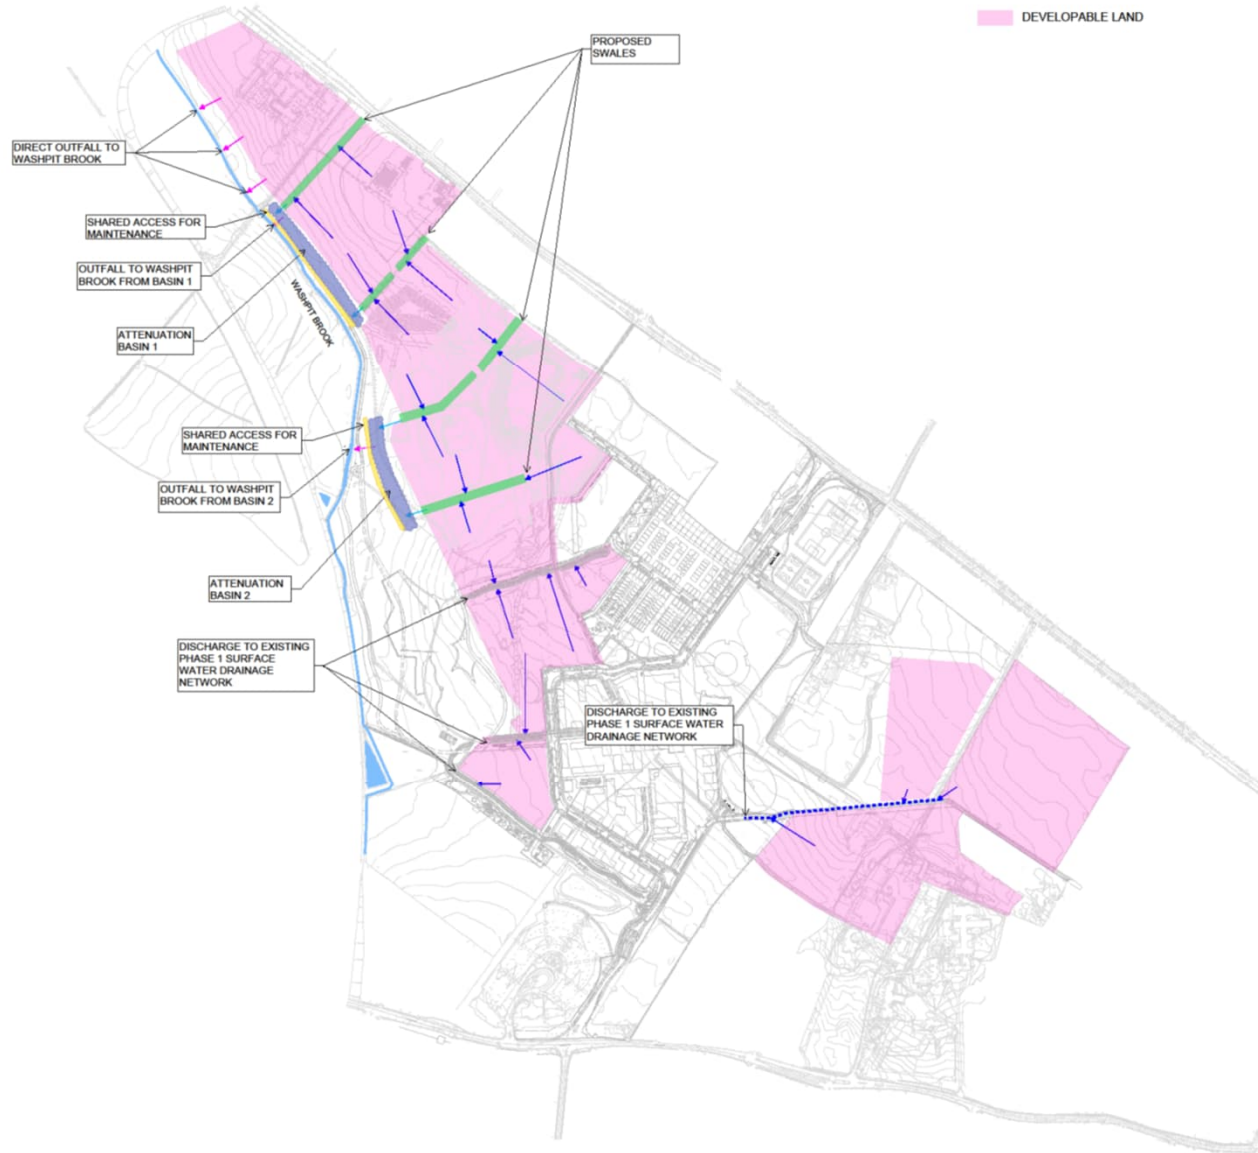 DEVELOPABLE LAND
PROPOSED
SWALES
DIRECT OUTFALL TO
WASHPIT BROOK
SHARED ACCESS FOR
MAINTENANCE
OUTFALL TO WASHPIT
BROOK FROM BASIN 1
WASHPIT BROOK
ATTENUATION
BASIN 1
SHARED ACCESS FOR
MAINTENANCE
OUTFALL TO WASHPIT
BROOK FROM BASIN 2
ATTENUATION
BASIN 2
DISCHARGE TO EXISTING
PHASE 1 SURFACE
WATER DRAINAGE
NETWORK
DISCHARGE TO EXISTING
PHASE 1 SURFACE WATER
DRAINAGE NETWORK